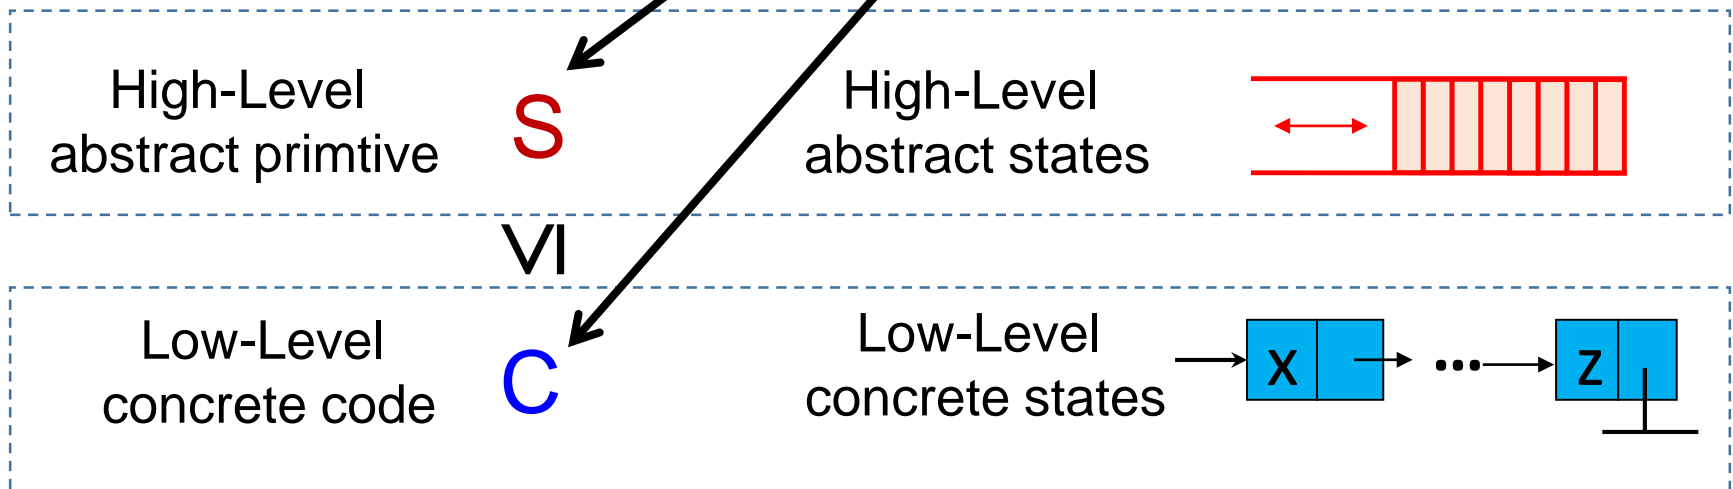 High-Level
abstract primtive
S
High-Level
abstract states
VI
Low-Level
concrete code
C
Low-Level
concrete states
X
...
Z